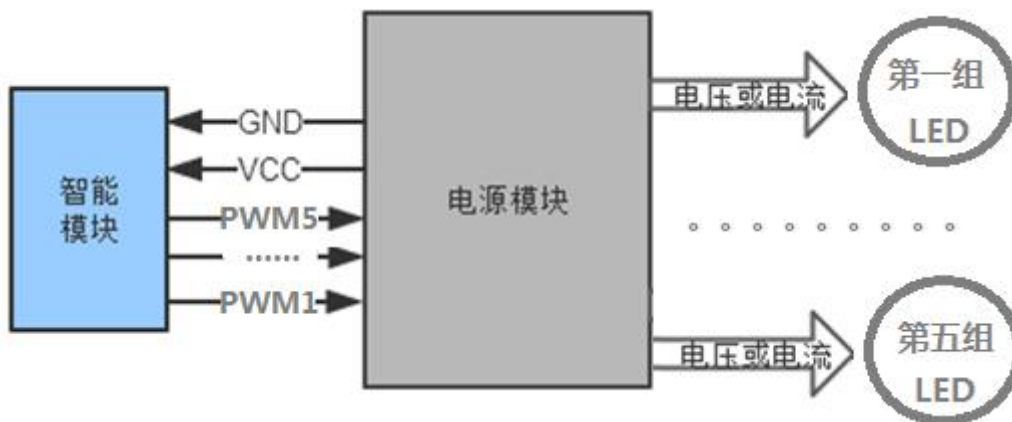 智能
模块
GND
VCC
PWM5
……
PWM1
电源模块
电压或电流
第一组
LED
电压或电流
第五组
LED